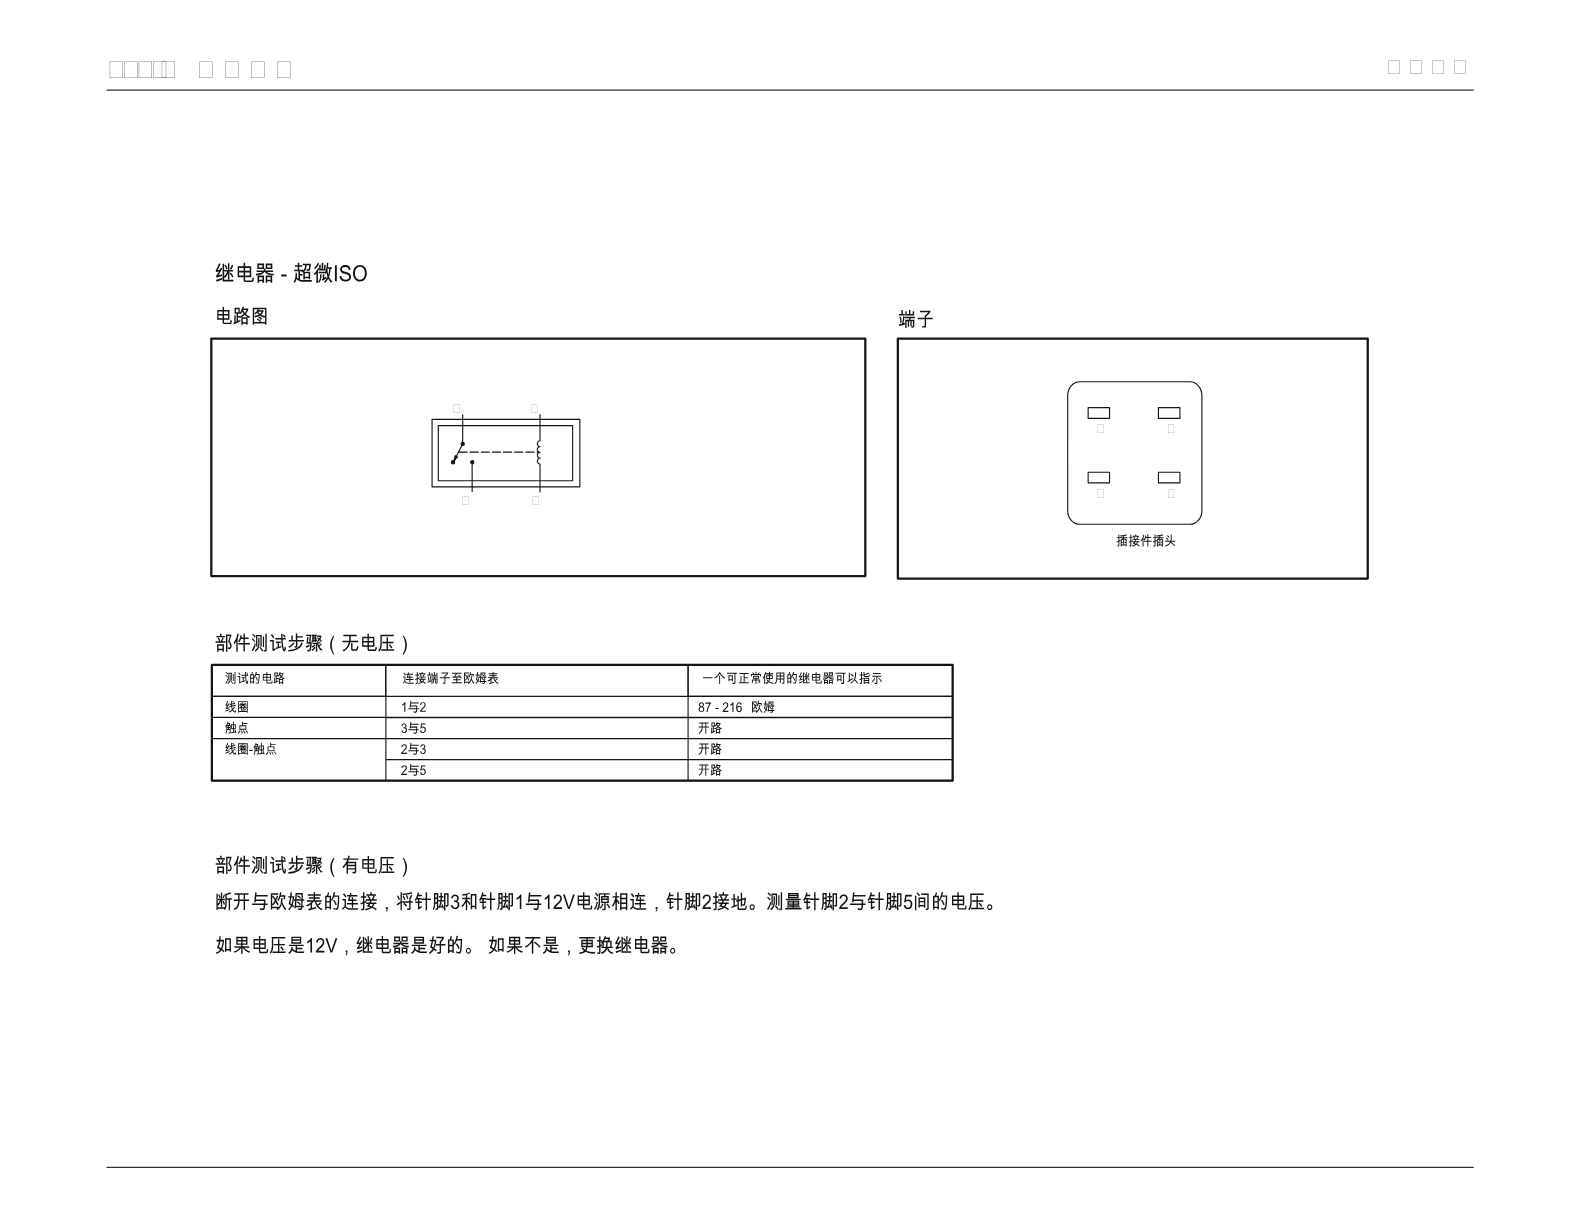 继电器 - 超微ISO
电路图
端子
插接件插头
部件测试步骤（无电压）
测试的电路 连接端子至欧姆表 一个可正常使用的继电器可以指示
线圈 1与2 87 - 216 欧姆
触点 3与5 开路
线圈-触点 2与3 开路
2与5 开路
部件测试步骤（有电压）
断开与欧姆表的连接，将针脚3和针脚1与12V电源相连，针脚2接地。测量针脚2与针脚5间的电压。
如果电压是12V，继电器是好的。 如果不是，更换继电器。